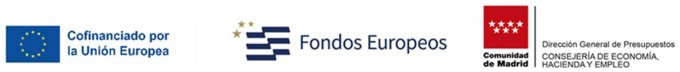 Cofinanciado por
la Unión Europea
Fondos Europeos
Comunidad
de Madrid
Dirección General de Presupuestos
CONSEJERÍA DE ECONOMÍA,
HACIENDA Y EMPLEO